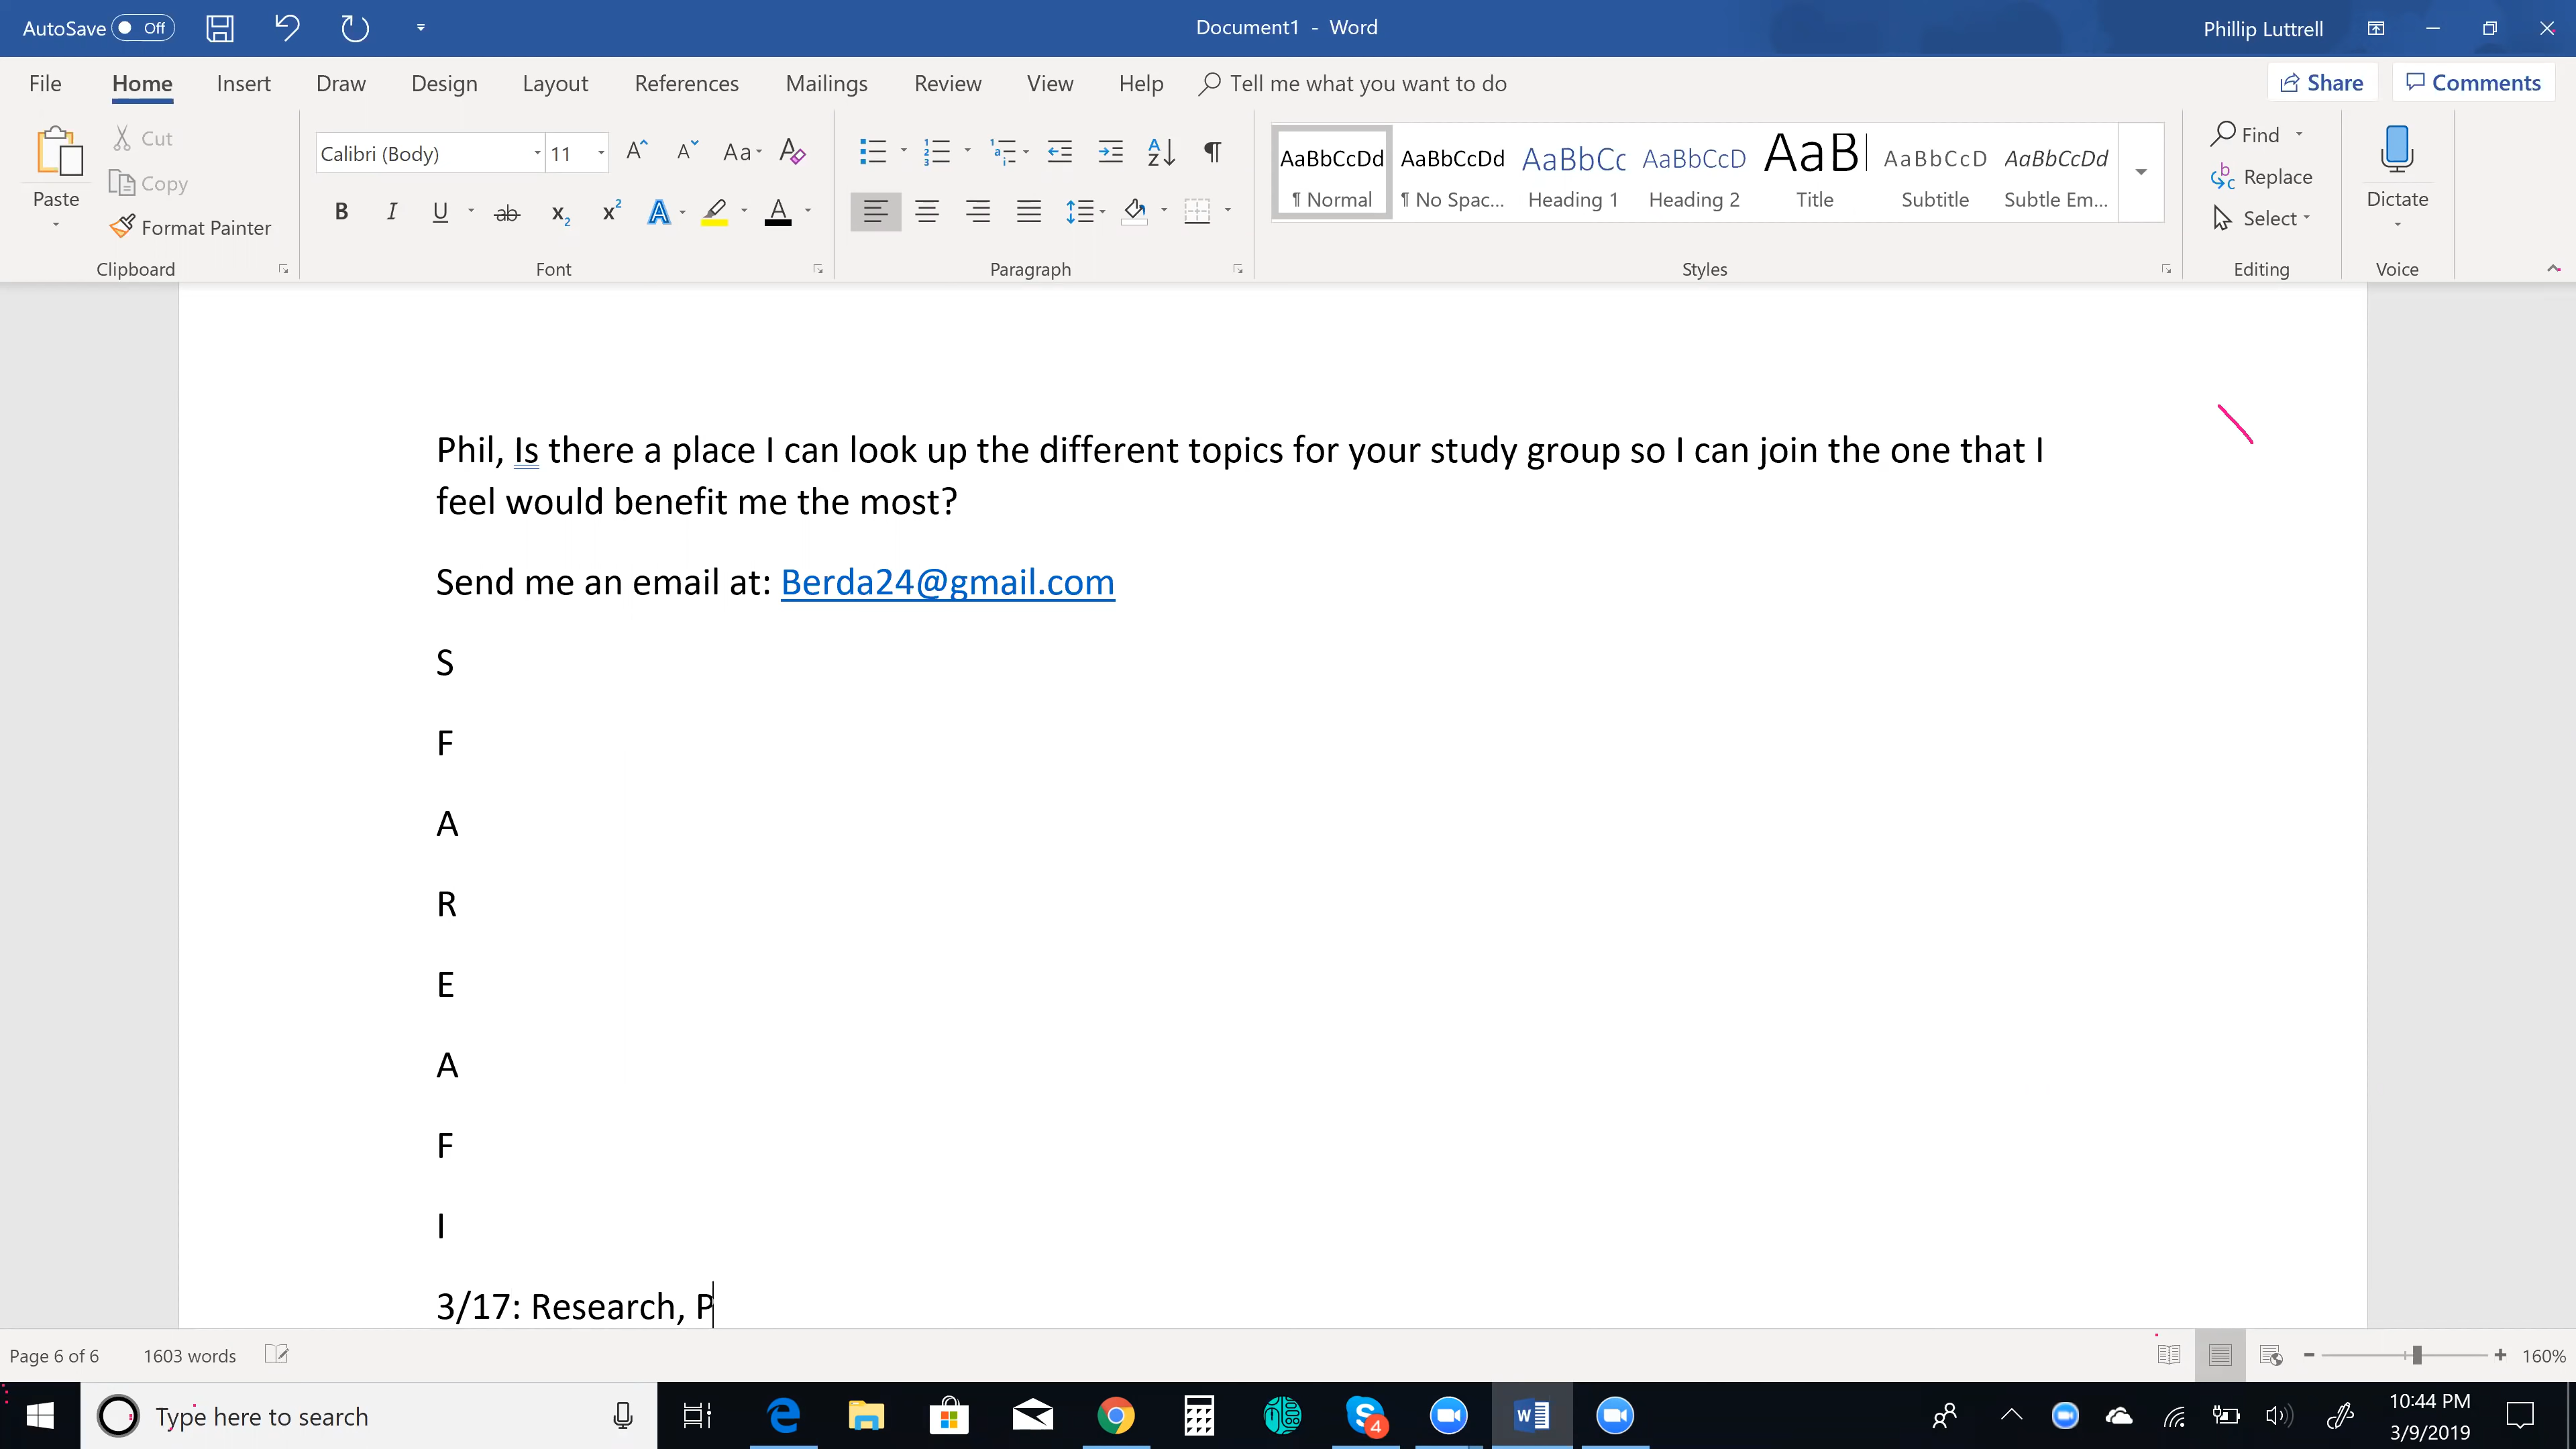 AutoSave Off
Document1 - Word
Phillip Luttrell
File Home Insert Draw Design Layout References Mailings Review View Help Tell me what you want to do
Share Comments
Paste
Cut
Copy
Format Painter
Clipboard
Calibri (Body) 11
Font
Paragraph
AaBbCcDd AaBbCcDd AaBbCc AaBbCcD AaB AaBbCcD AaBbCcDd
¶ Normal ¶ No Spac... Heading 1 Heading 2 Title Subtitle Subtle Em...
Styles
Find
Replace
Select
Editing
Dictate
Voice
Phil, Is there a place I can look up the different topics for your study group so I can join the one that I
feel would benefit me the most?
Send me an email at: Berda24@gmail.com
S
F
A
R
E
A
F
I
3/17: Research, P
Page 6 of 6 1603 words
160%
Type here to search
4
10:44 PM
3/9/2019